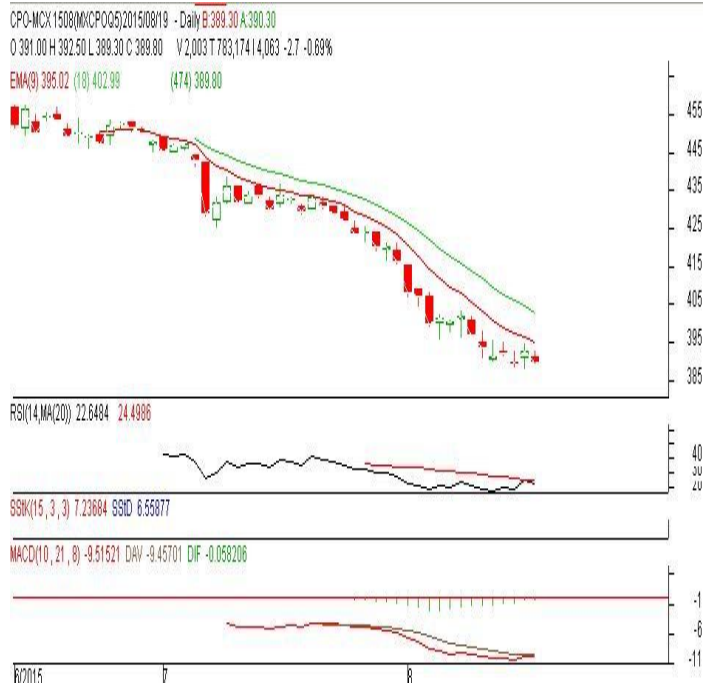 CPO-MCX 1508(MXCPOQ5)2015/08/19 - Daily B:389.30 A:390.30
O 391.00 H 392.50 L 389.30 C 389.80 V 2,003 T 783,174 I 4,063 -2.7 -0.69%
EMA(9) 395.02 (18) 402.99 (474) 389.80
455
445
435
425
415
405
395
385
RSI(14,MA(20)) 22.6484 24.4986
40
30
20
SStK(15 , 3 , 3) 7.23684 SStD 6.55877
MACD(10 , 21 , 8) -9.51521 DAV -9.45701 DIF -0.058206
-1
-6
-11
6/2015 7 8